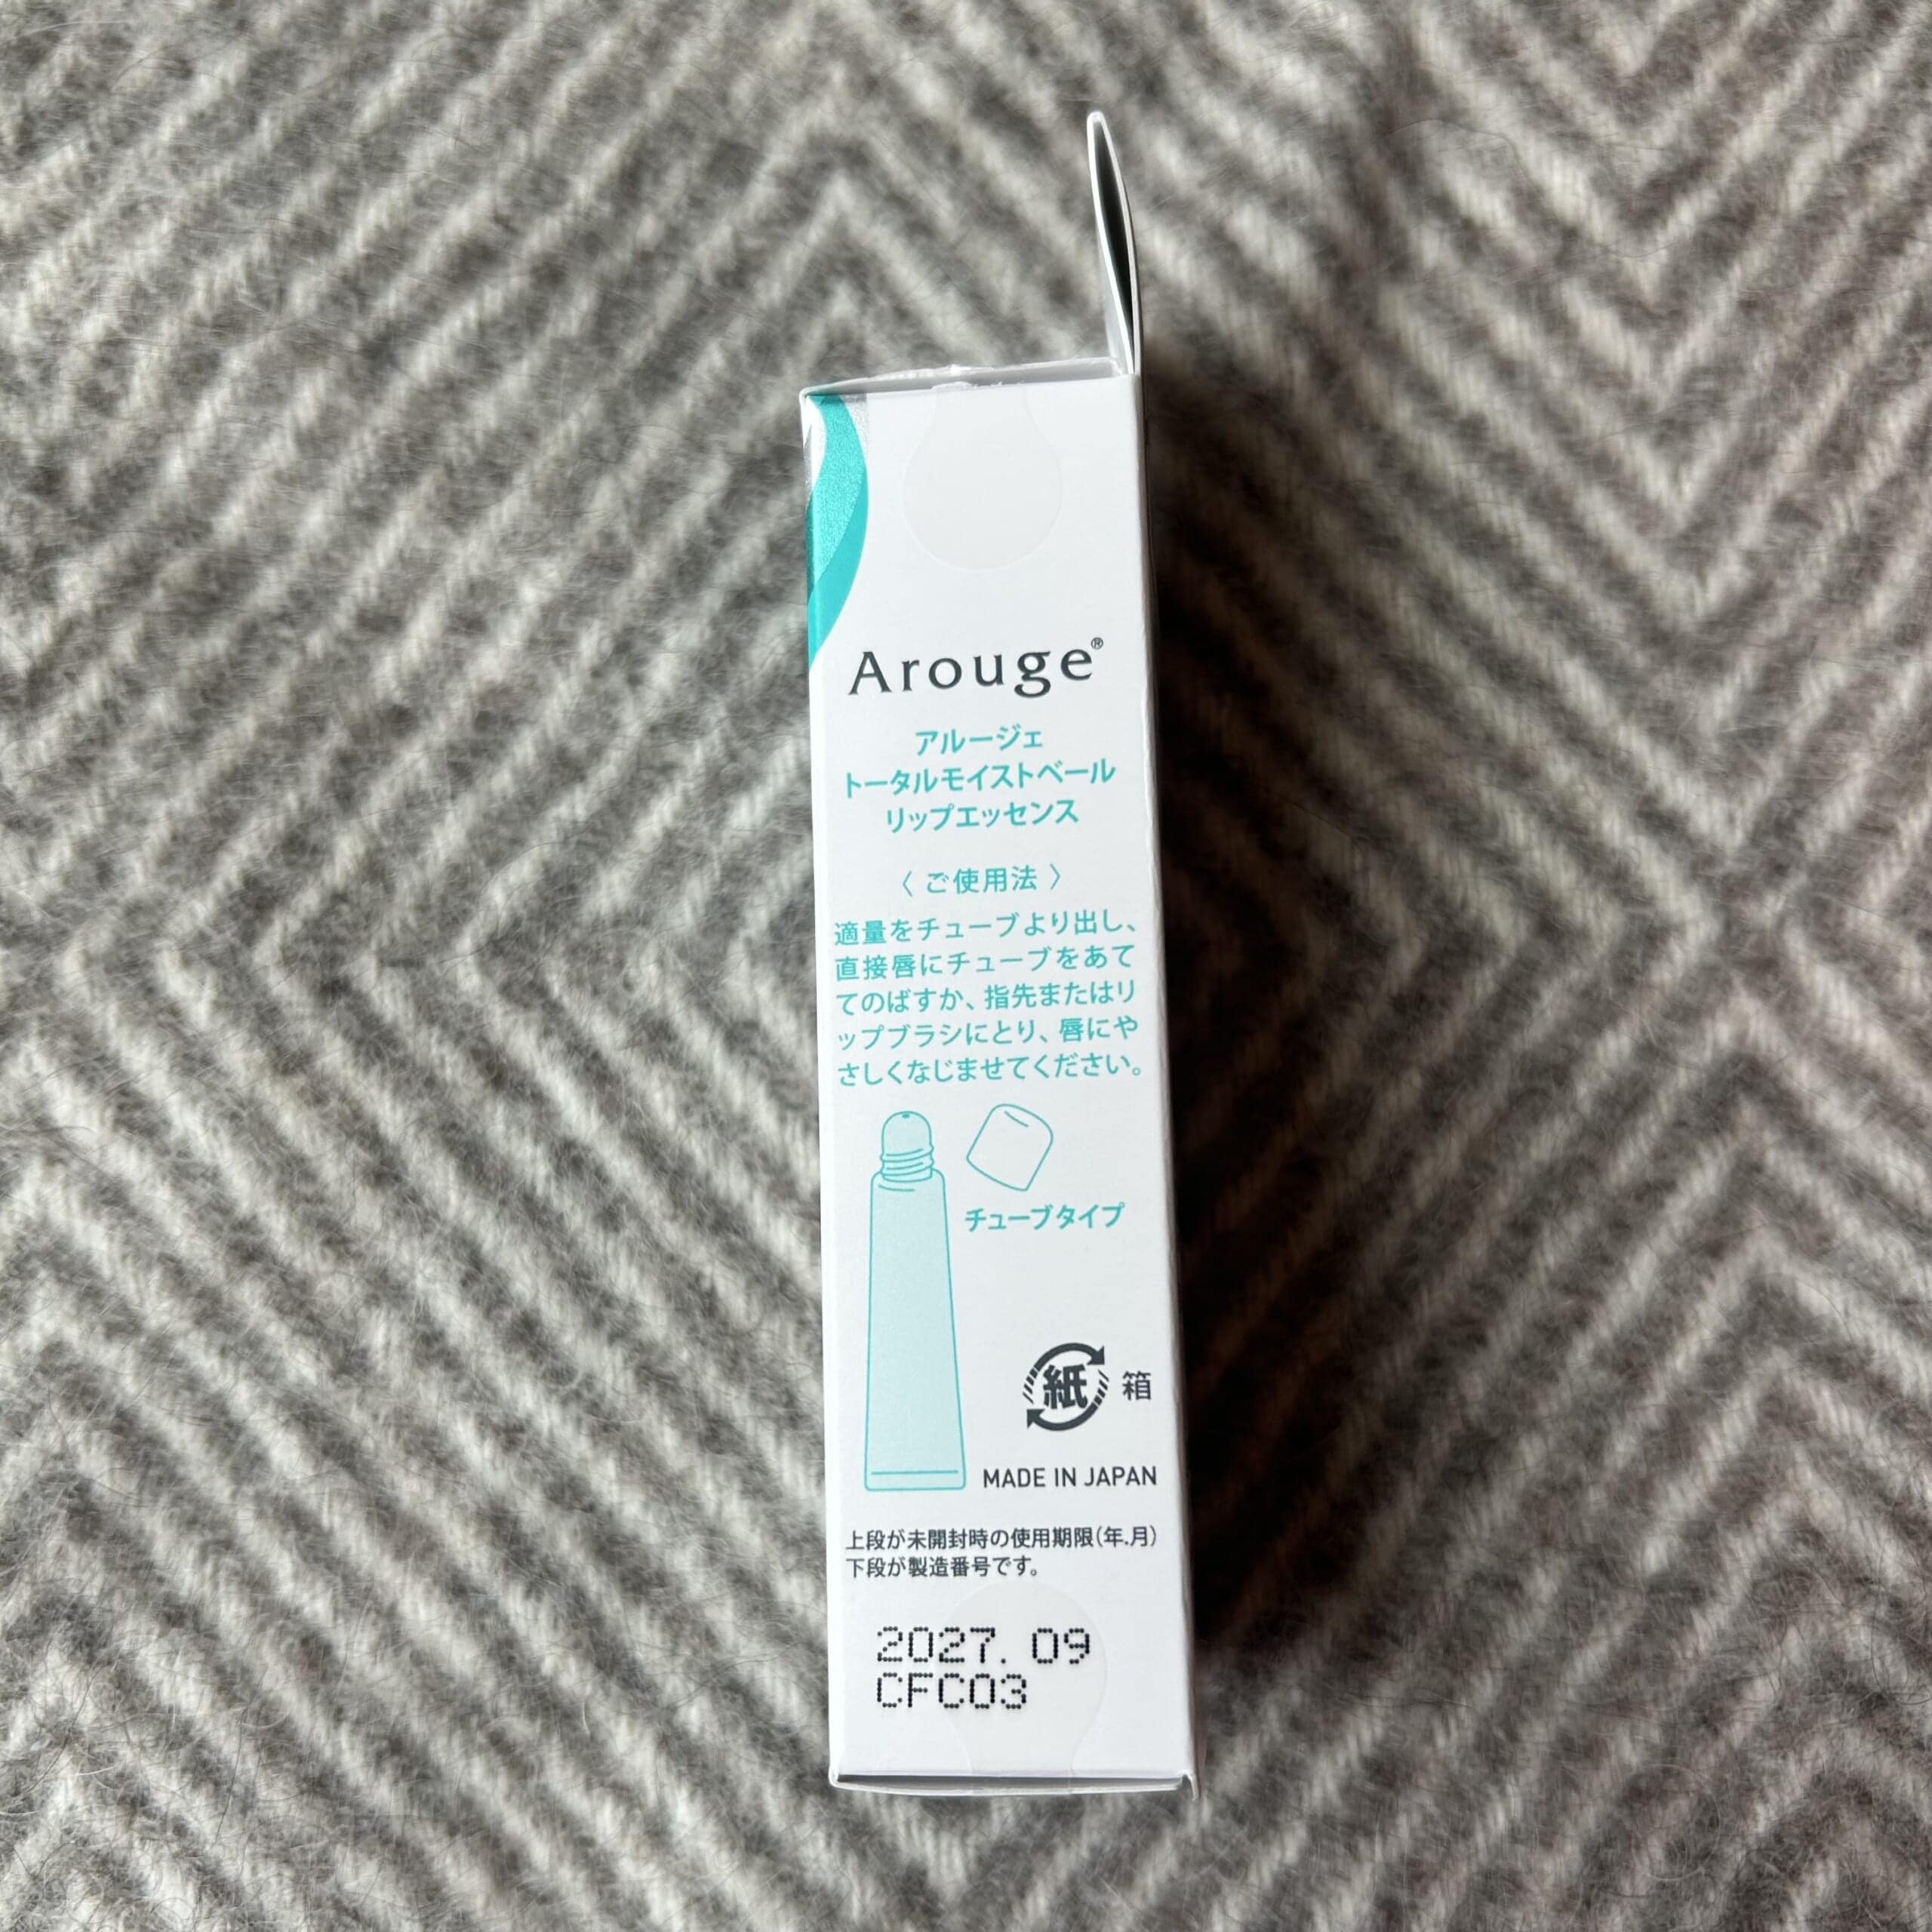 Arouge®
アルージェ
トータルモイストベール
リップエッセンス
〈 ご使用法 〉
適量をチューブより出し、
直接唇にチューブをあて
てのばすか、指先またはリ
ップブラシにとり、唇にや
さしくなじませてください。
チューブタイプ
紙 箱
MADE IN JAPAN
上段が未開封時の使用期限(年.月)
下段が製造番号です。
2027. 09
CFC03